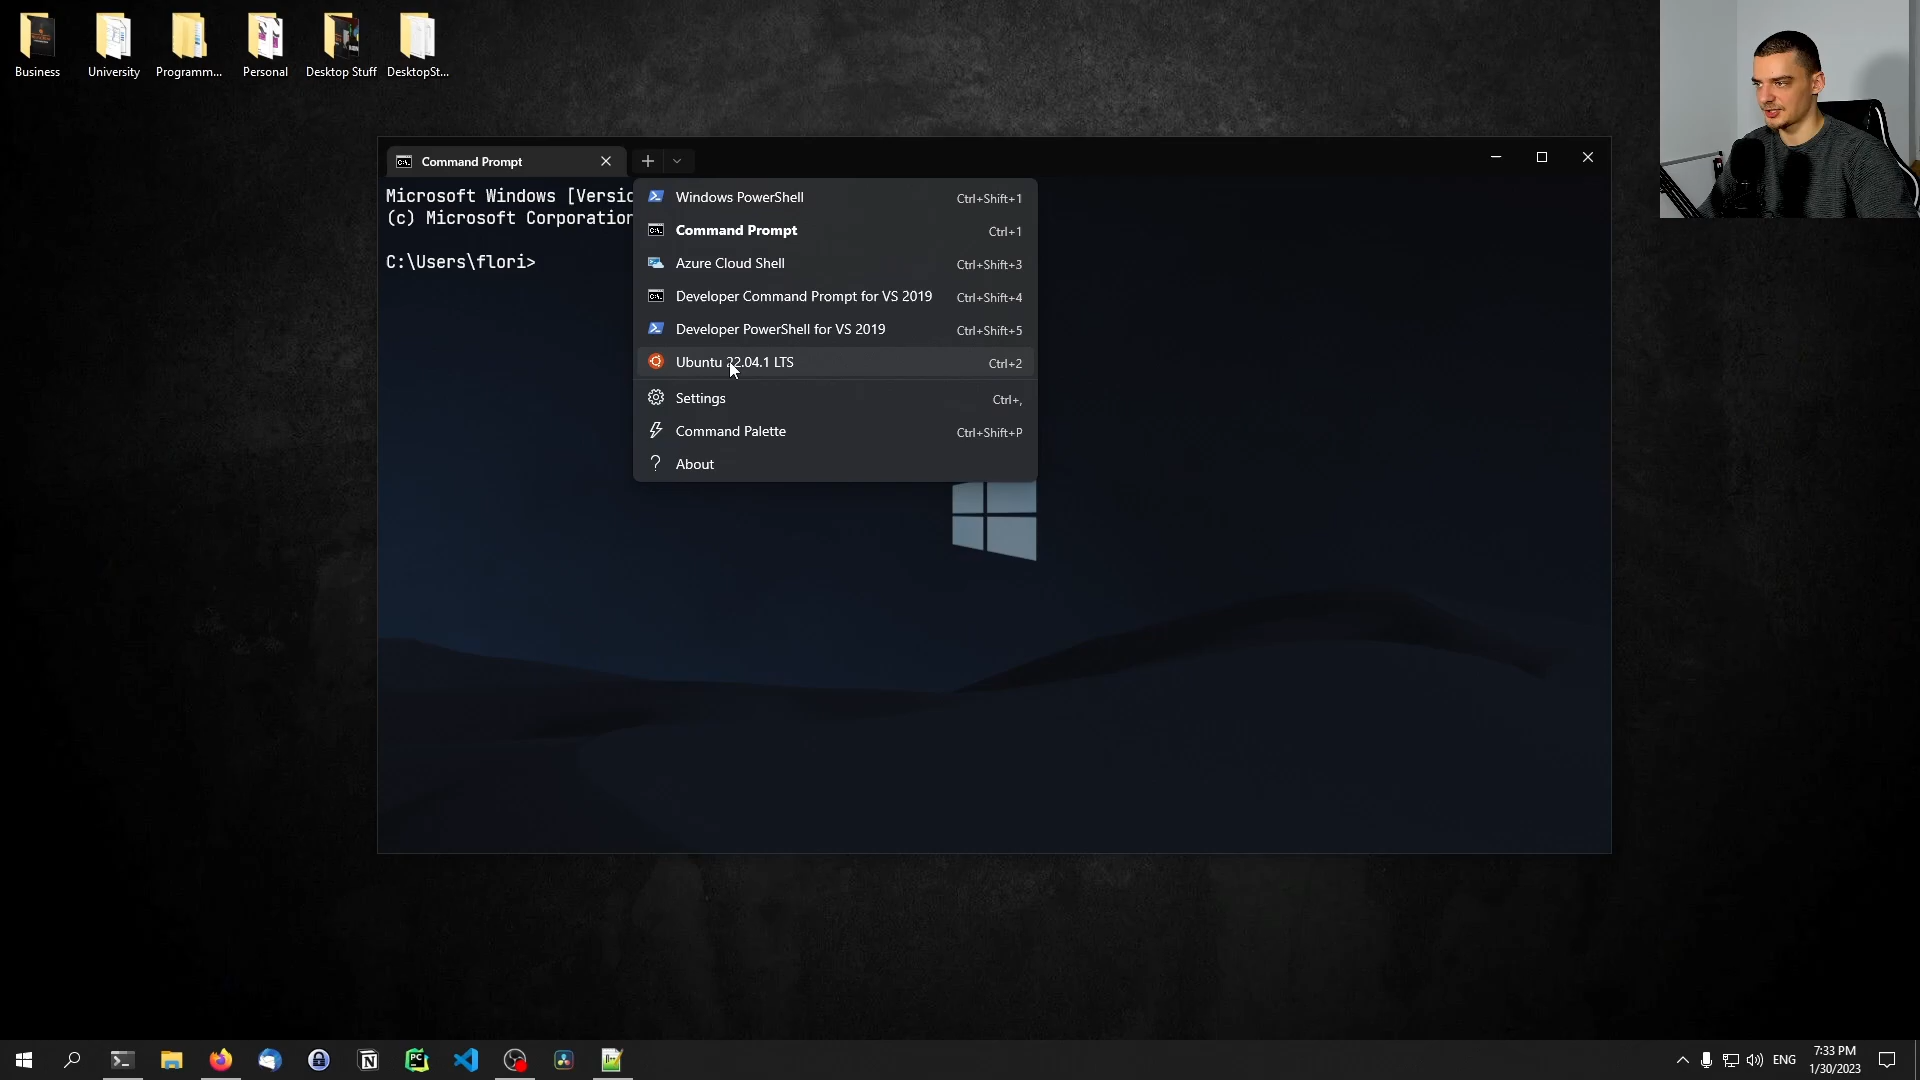 Business
University
Programm...
Personal
Desktop Stuff
DesktopSt...
Command Prompt
Microsoft Windows [Versio
(c) Microsoft Corporation
C:\Users\flori>
Windows PowerShell Ctrl+Shift+1
Command Prompt Ctrl+1
Azure Cloud Shell Ctrl+Shift+3
Developer Command Prompt for VS 2019 Ctrl+Shift+4
Developer PowerShell for VS 2019 Ctrl+Shift+5
Ubuntu 22.04.1 LTS Ctrl+2
Settings Ctrl+,
Command Palette Ctrl+Shift+P
About
ENG
7:33 PM
1/30/2023